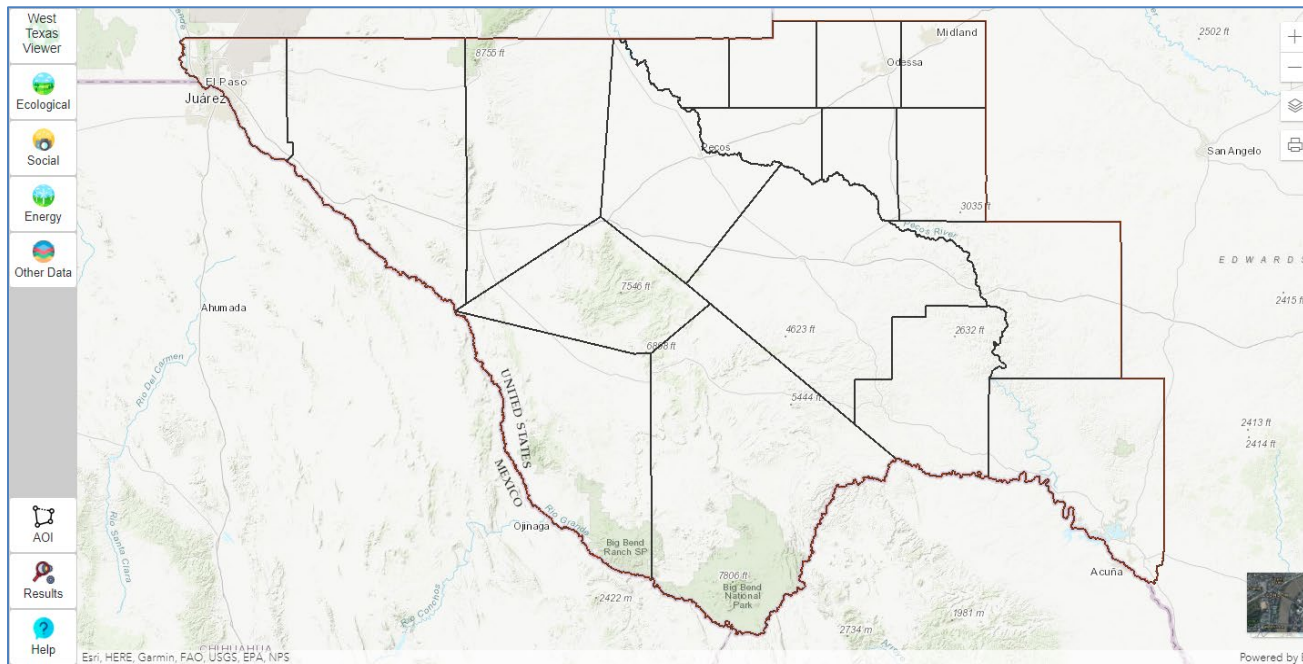 West
Texas
Viewer
Ecological
Social
Energy
Other Data
AOI
Results
Help
8755 ft
Midland
Odessa
2502 ft
El Paso
Juárez
Pecos
San Angelo
3035 ft
Pecos River
EDWARDS
7546 ft
2415 ft
Ahumada
Rio Del Carmen
4623 ft
2632 ft
6868 ft
5444 ft
UNITED STATES
MEXICO
2413 ft
2414 ft
Rio Grande
Ojinaga
Big Bend
Ranch SP
Rio Santa Clara
Acuña
7806 ft
Big Bend
National
Park
2422 m
Rio Conchos
1981 m
2734 m
CHIHUAHUA
Esri, HERE, Garmin, FAO, USGS, EPA, NPS
Powered by